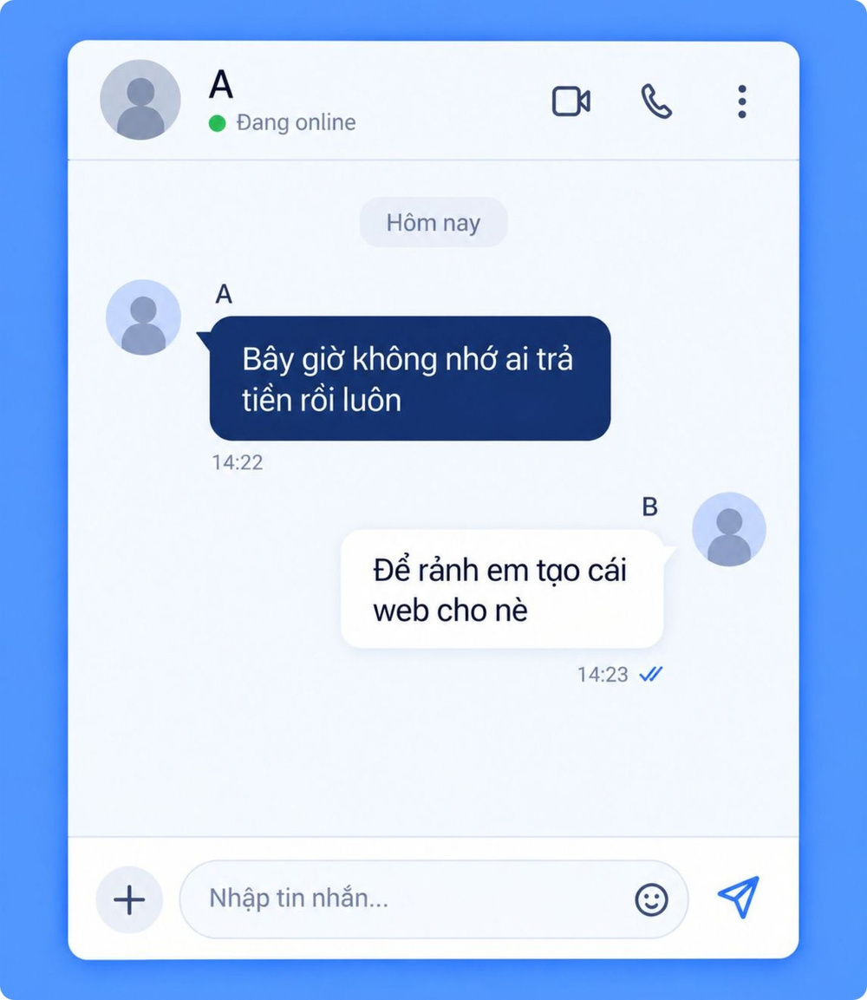 A
Đang online
Hôm nay
A
Bây giờ không nhớ ai trả
tiền rồi luôn
14:22
B
Để rảnh em tạo cái
web cho nè
14:23
Nhập tin nhắn...